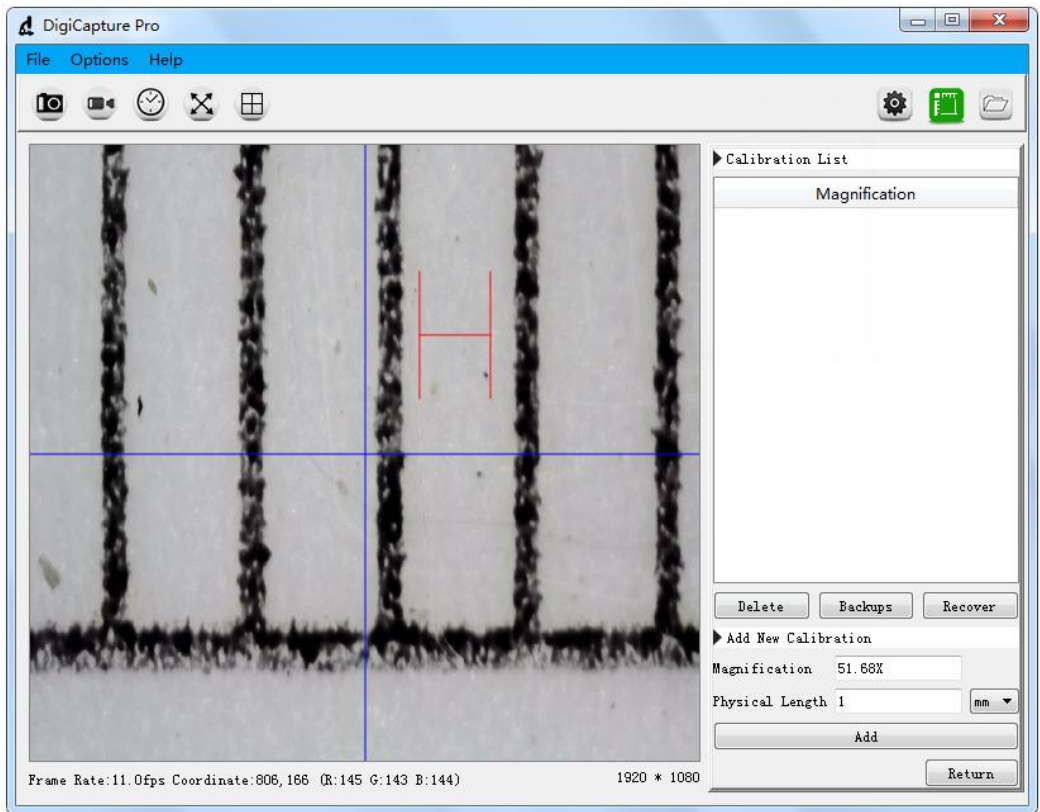 DigiCapture Pro
File Options Help
Calibration List
Magnification
Delete Backups Recover
Add New Calibration
Magnification 51.68X
Physical Length 1 mm
Add
Return
Frame Rate:11.0fps Coordinate:806,166 (R:145 G:143 B:144) 1920 * 1080